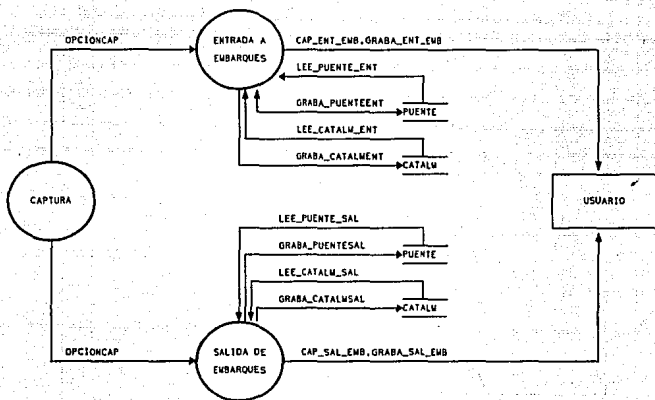 OPCIONCAP
ENTRADA A
EMBARQUES
CAP_ENT_EMB,GRABA_ENT_EMB
LEE_PUENTE_ENT
GRABA_PUENTEENT
PUENTE
LEE_CATALM_ENT
GRABA_CATALMENT
CATALM
CAPTURA
USUARIO
LEE_PUENTE_SAL
GRABA_PUENTESAL
PUENTE
LEE_CATALM_SAL
GRABA_CATALMSAL
CATALM
OPCIONCAP
SALIDA DE
EMBARQUES
CAP_SAL_EMB,GRABA_SAL_EMB